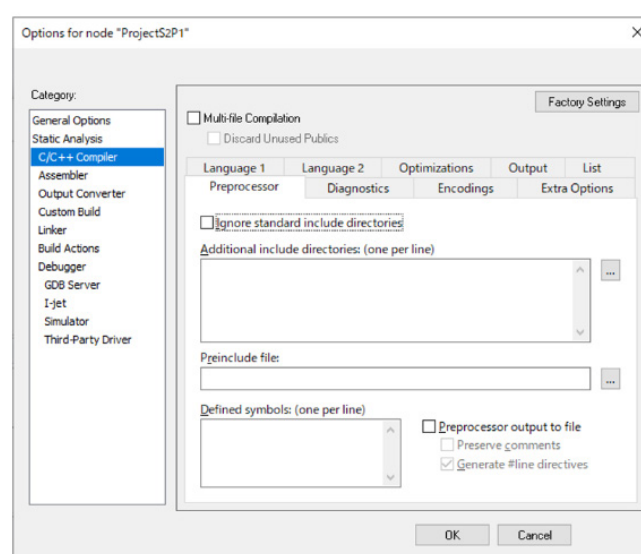 Options for node "ProjectS2P1"
Category:
General Options
Static Analysis
C/C++ Compiler
Assembler
Output Converter
Custom Build
Linker
Build Actions
Debugger
GDB Server
I-jet
Simulator
Third-Party Driver
Factory Settings
Multi-file Compilation
Discard Unused Publics
Language 1 Language 2 Optimizations Output List
Preprocessor Diagnostics Encodings Extra Options
Ignore standard include directories
Additional include directories: (one per line)
...
Preinclude file:
...
Defined symbols: (one per line)
Preprocessor output to file
Preserve comments
Generate #line directives
OK Cancel